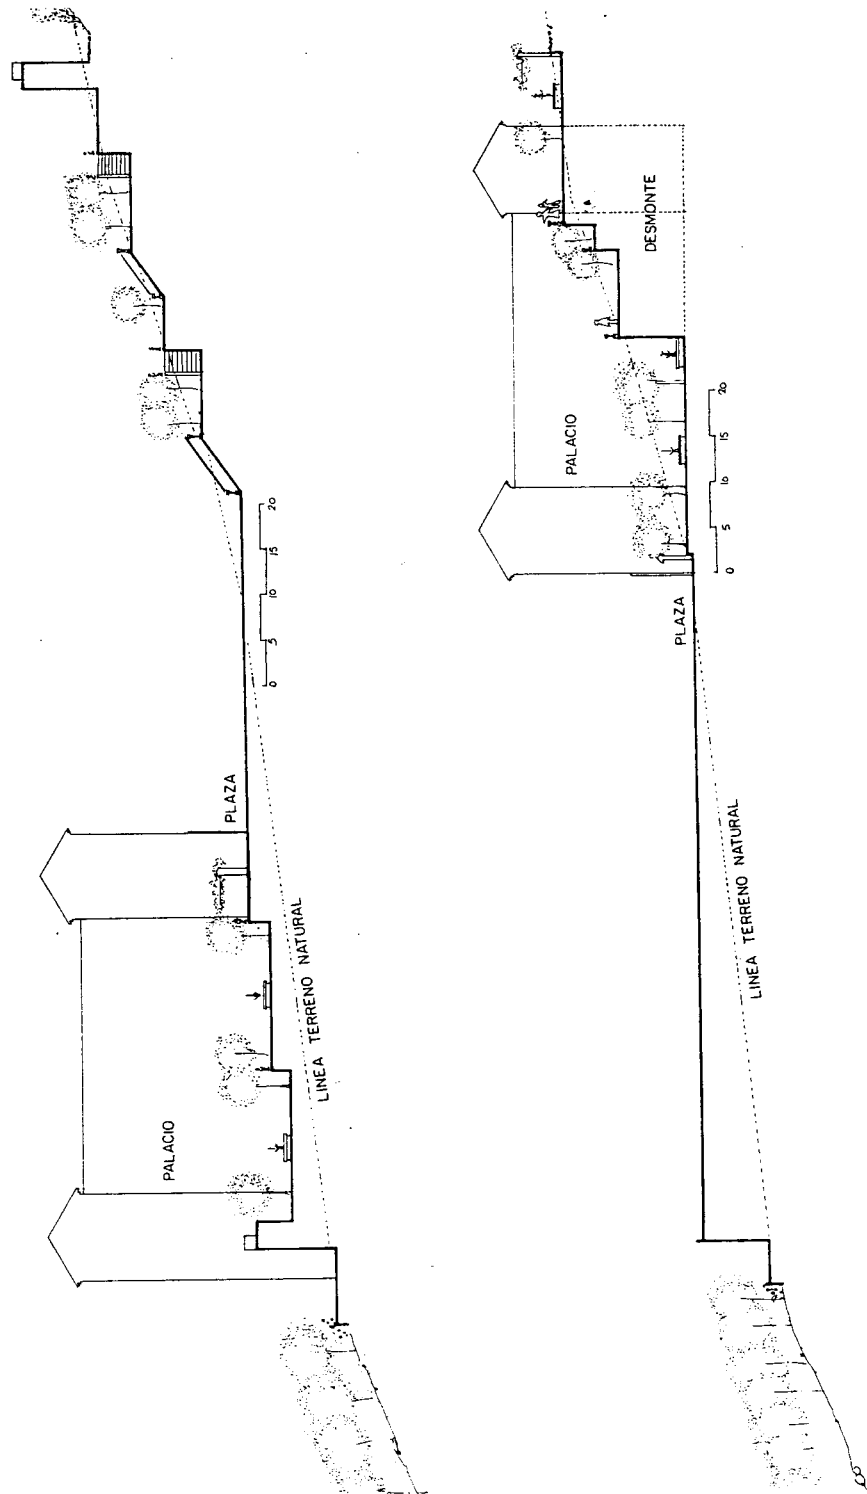 PALACIO
LINEA TERRENO NATURAL
PLAZA
0 5 10 15 20
LINEA TERRENO NATURAL
PLAZA
PALACIO
DESMONTE
0 5 10 15 20